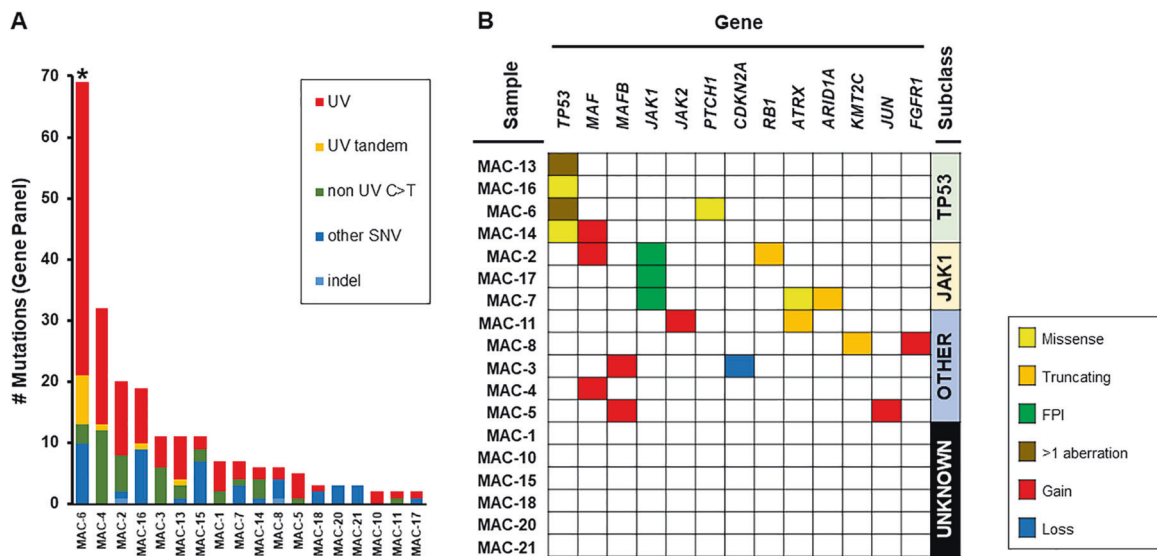 A
# Mutations (Gene Panel)
70
60
50
40
30
20
10
0
*
UV
UV tandem
non UV C>T
other SNV
indel
MAC-6
MAC-4
MAC-2
MAC-16
MAC-3
MAC-13
MAC-15
MAC-1
MAC-7
MAC-14
MAC-8
MAC-5
MAC-18
MAC-20
MAC-21
MAC-10
MAC-11
MAC-17
B
Gene
Sample
TP53
MAF
MAFB
JAK1
JAK2
PTCH1
CDKN2A
RB1
ATRX
ARID1A
KMT2C
JUN
FGFR1
Subclass
MAC-13
MAC-16
MAC-6
MAC-14
MAC-2
MAC-17
MAC-7
MAC-11
MAC-8
MAC-3
MAC-4
MAC-5
MAC-1
MAC-10
MAC-15
MAC-18
MAC-20
MAC-21
TP53
JAK1
OTHER
UNKNOWN
Missense
Truncating
FPI
>1 aberration
Gain
Loss